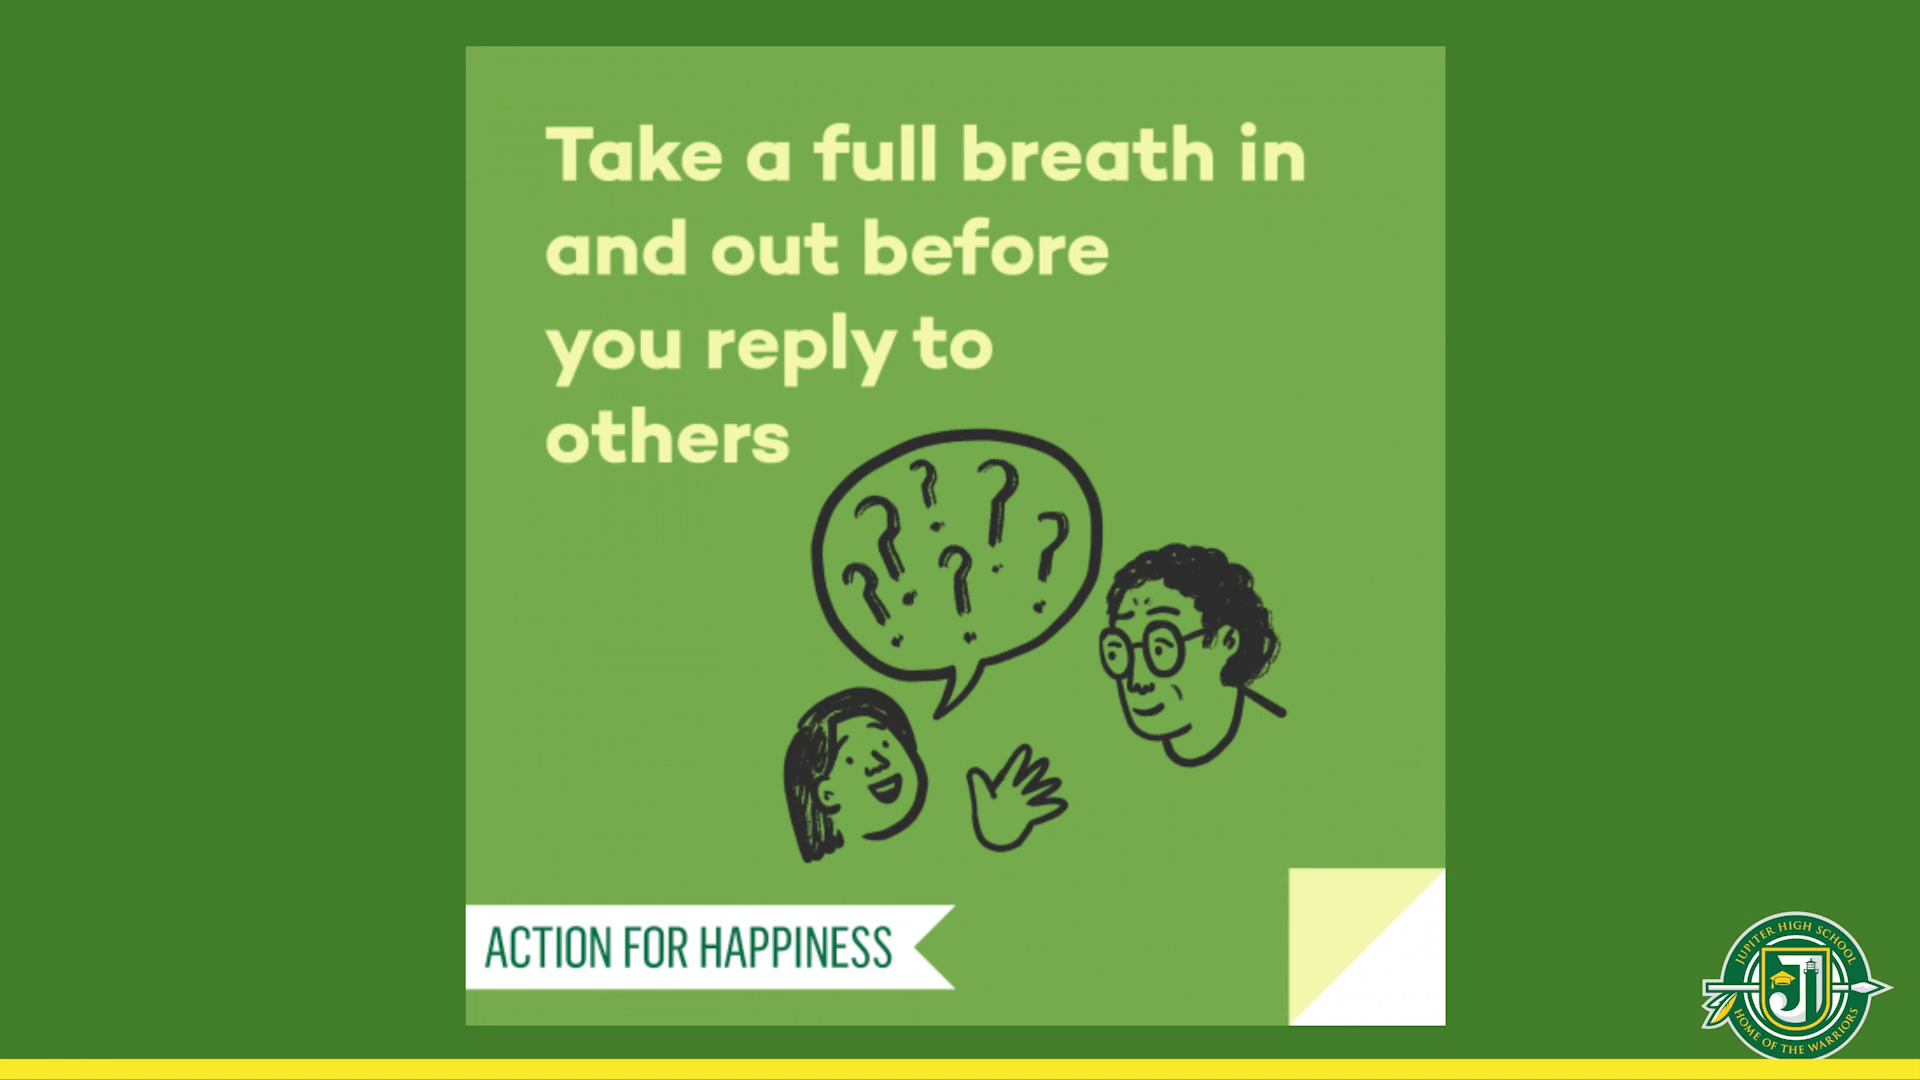 Take a full breath in
and out before
you reply to
others
? ? ? ? ? ?
ACTION FOR HAPPINESS
JUPITER HIGH SCHOOL
J
HOME OF THE WARRIORS